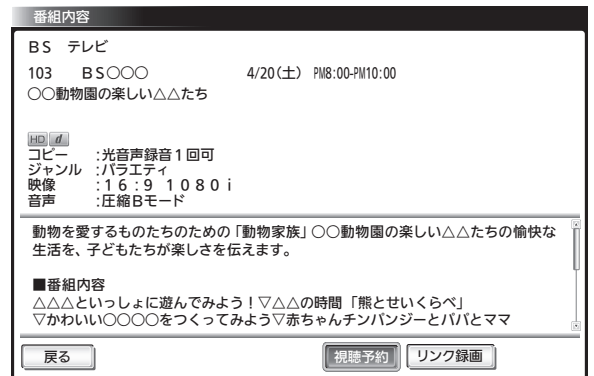 番組内容
BS テレビ
103 BS○○○ 4/20(土) PM8:00-PM10:00
○○動物園の楽しい△△たち
HD d
コピー :光音声録音1回可
ジャンル :バラエティ
映像 :16:9 1080i
音声 :圧縮Bモード
動物を愛するものたちのための「動物家族」○○動物園の楽しい△△たちの愉快な
生活を、子どもたちが楽しさを伝えます。
■番組内容
△△△といっしょに遊んでみよう!▽△△の時間「熊とせいくらべ」
▽かわいい○○○○をつくってみよう▽赤ちゃんチンパンジーとパパとママ
戻る 視聴予約 リンク録画